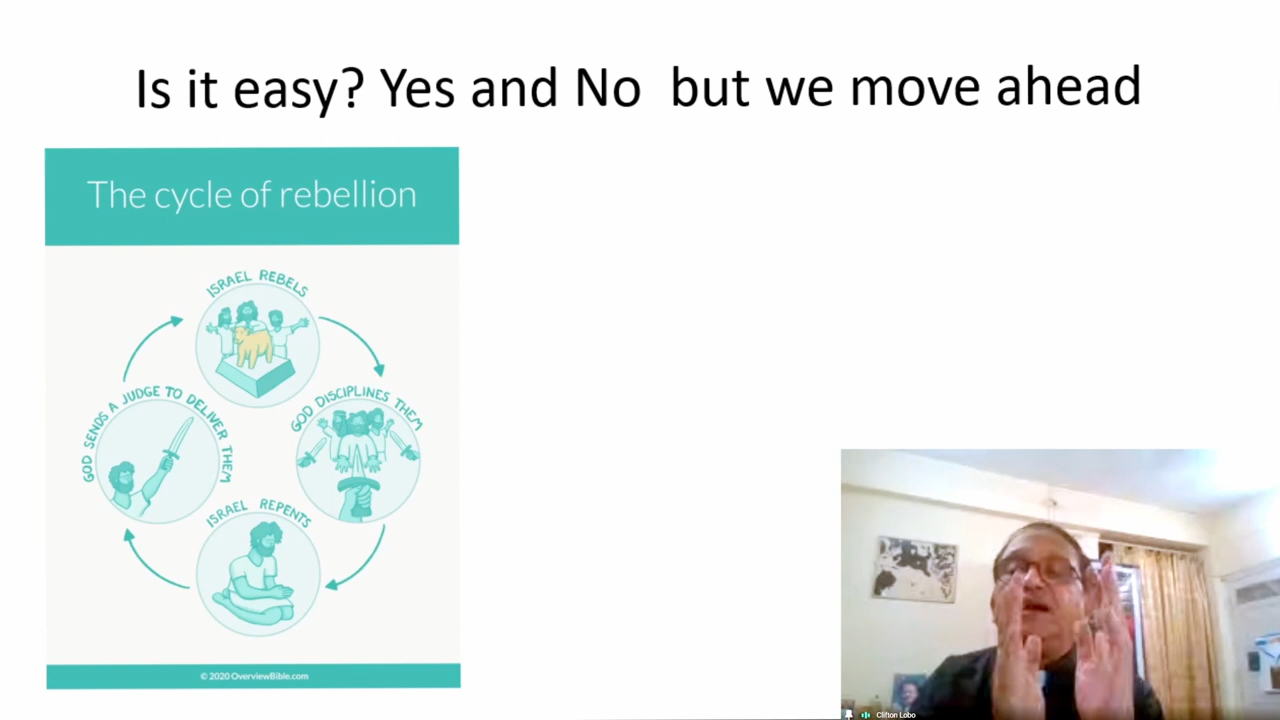 Is it easy? Yes and No but we move ahead
The cycle of rebellion
ISRAEL REBELS
GOD DISCIPLINES THEM
ISRAEL REPENTS
GOD SENDS A JUDGE TO DELIVER THEM
© 2020 OverviewBible.com
Clifton Lobo